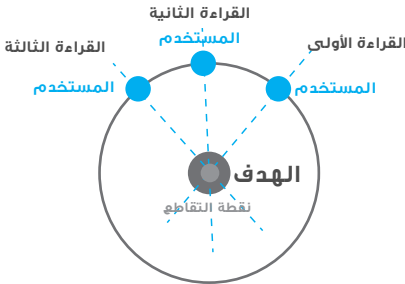 القراءة الثانية
المستخدم
القراءة الأولى
المستخدم
القراءة الثالثة
المستخدم
الهدف
نقطة التقاطع